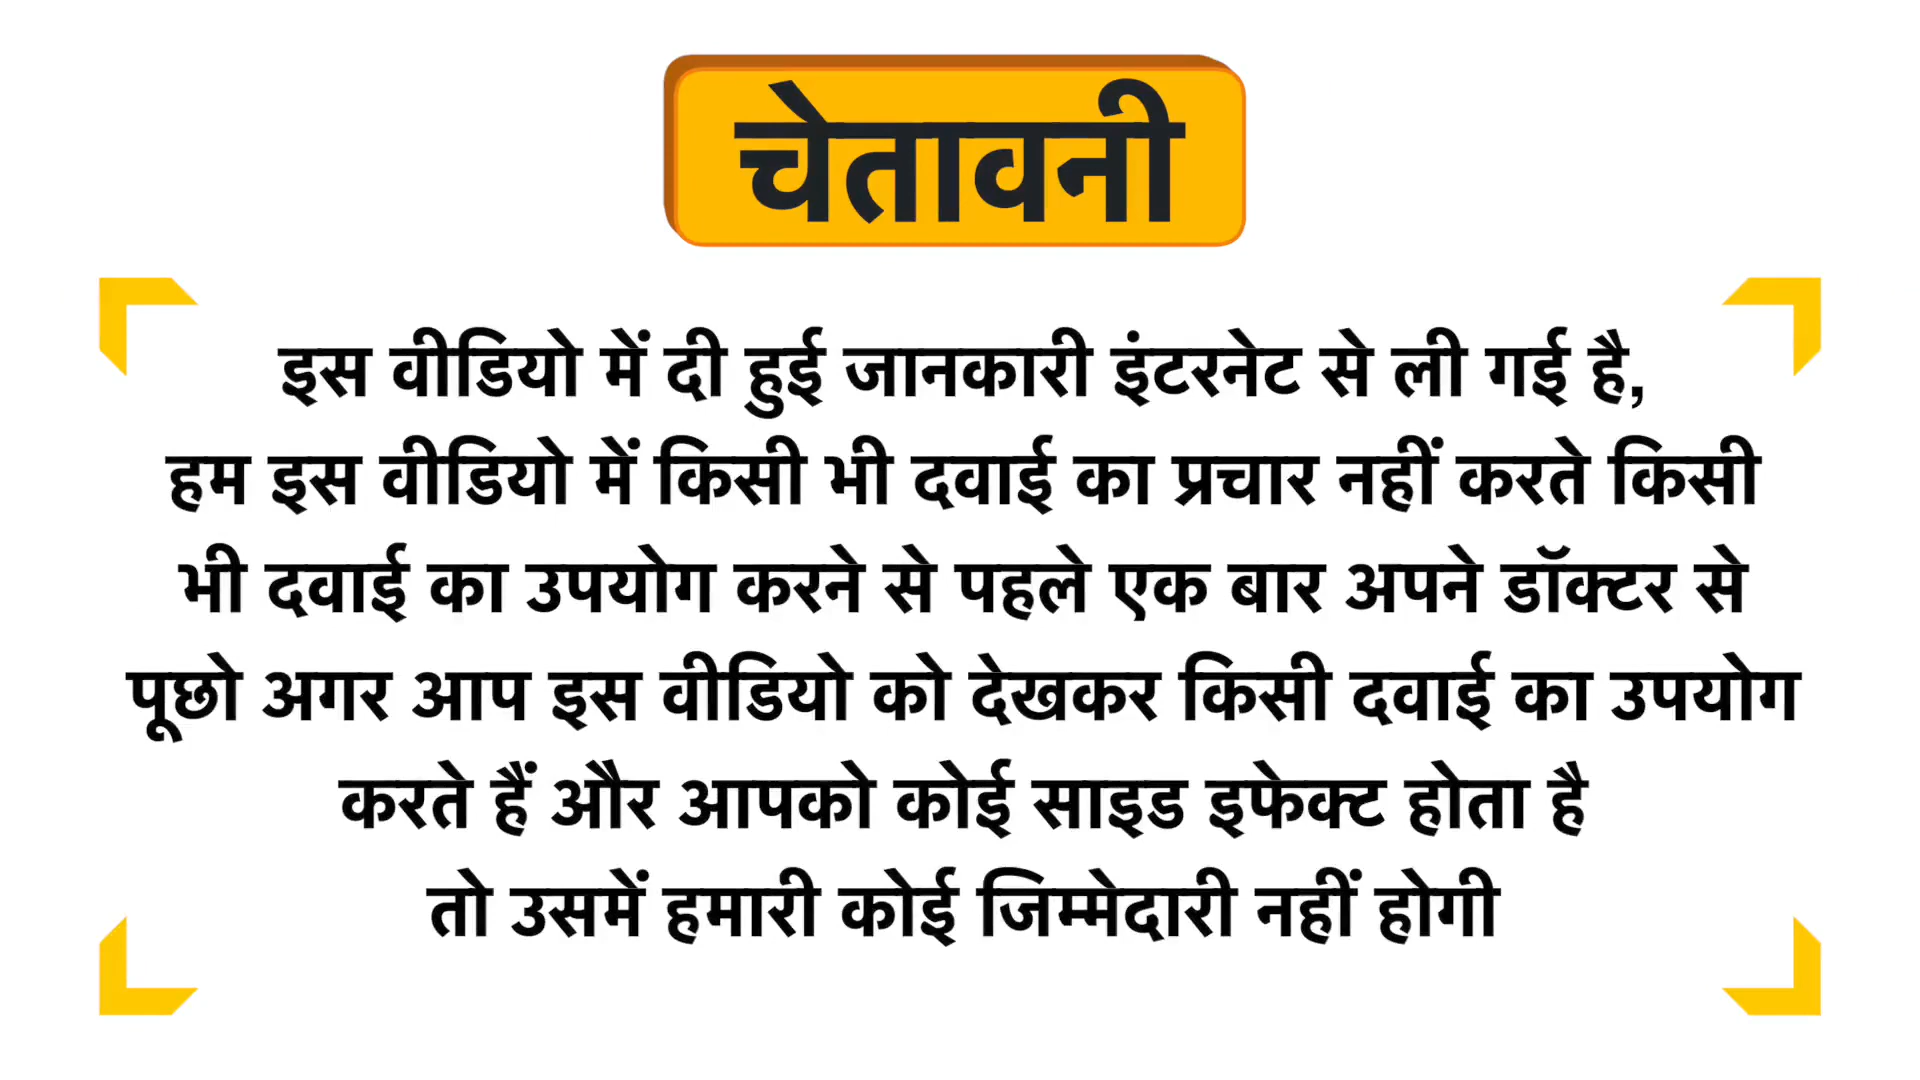 चेतावनी
इस वीडियो में दी हुई जानकारी इंटरनेट से ली गई है,
हम इस वीडियो में किसी भी दवाई का प्रचार नहीं करते किसी
भी दवाई का उपयोग करने से पहले एक बार अपने डॉक्टर से
पूछो अगर आप इस वीडियो को देखकर किसी दवाई का उपयोग
करते हैं और आपको कोई साइड इफेक्ट होता है
तो उसमें हमारी कोई जिम्मेदारी नहीं होगी